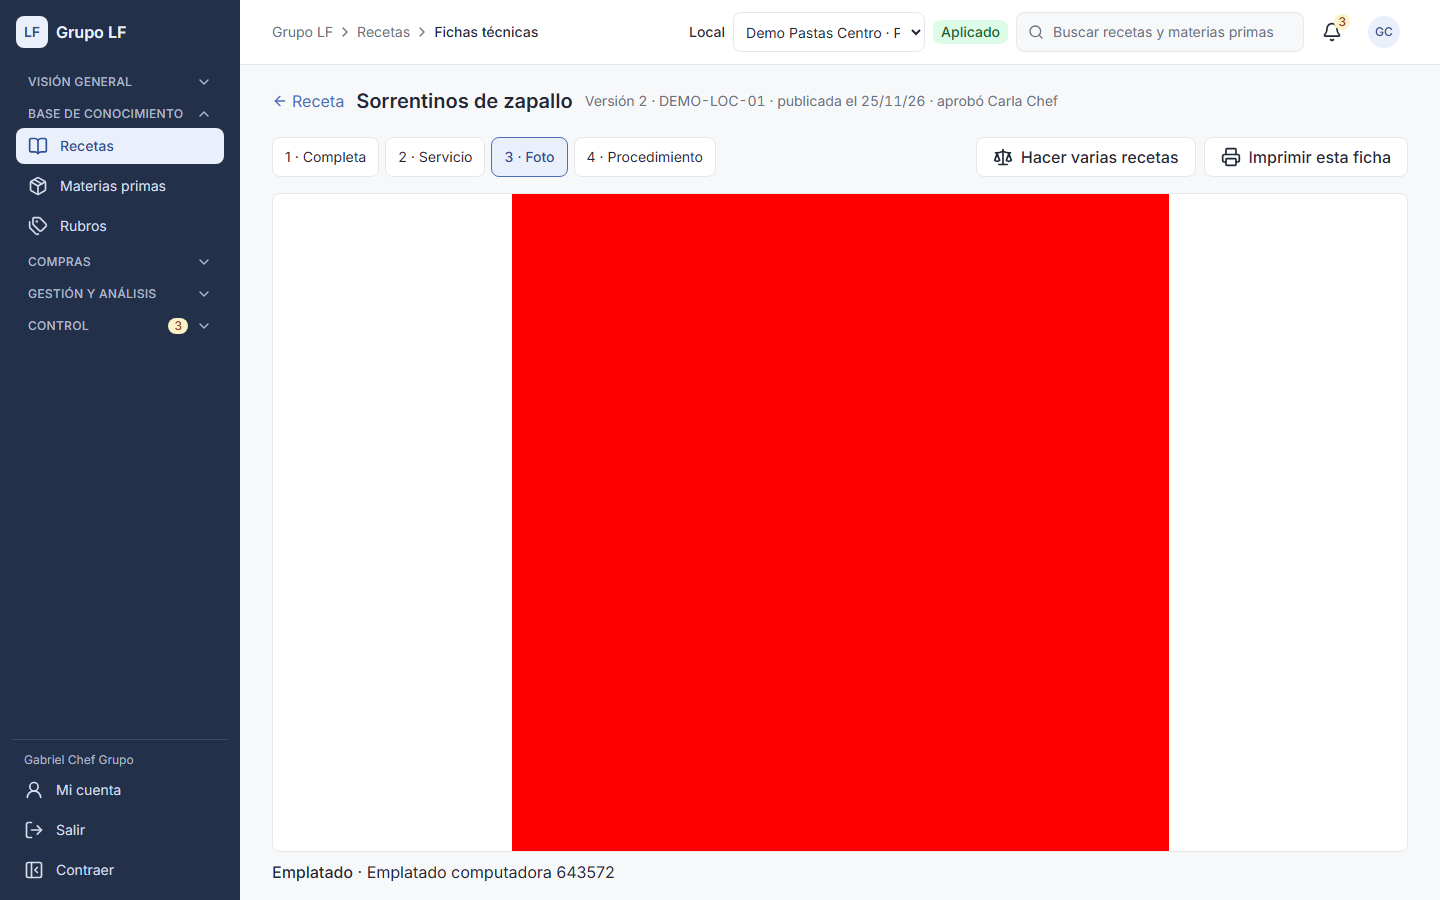 LF Grupo LF
VISIÓN GENERAL
BASE DE CONOCIMIENTO
Recetas
Materias primas
Rubros
COMPRAS
GESTIÓN Y ANÁLISIS
CONTROL 3
Gabriel Chef Grupo
Mi cuenta
Salir
Contraer
Grupo LF Recetas Fichas técnicas
Local Demo Pastas Centro · P Aplicado Buscar recetas y materias primas 3 GC
Receta Sorrentinos de zapallo Versión 2 · DEMO-LOC-01 · publicada el 25/11/26 · aprobó Carla Chef
1 · Completa 2 · Servicio 3 · Foto 4 · Procedimiento Hacer varias recetas Imprimir esta ficha
Emplatado · Emplatado computadora 643572